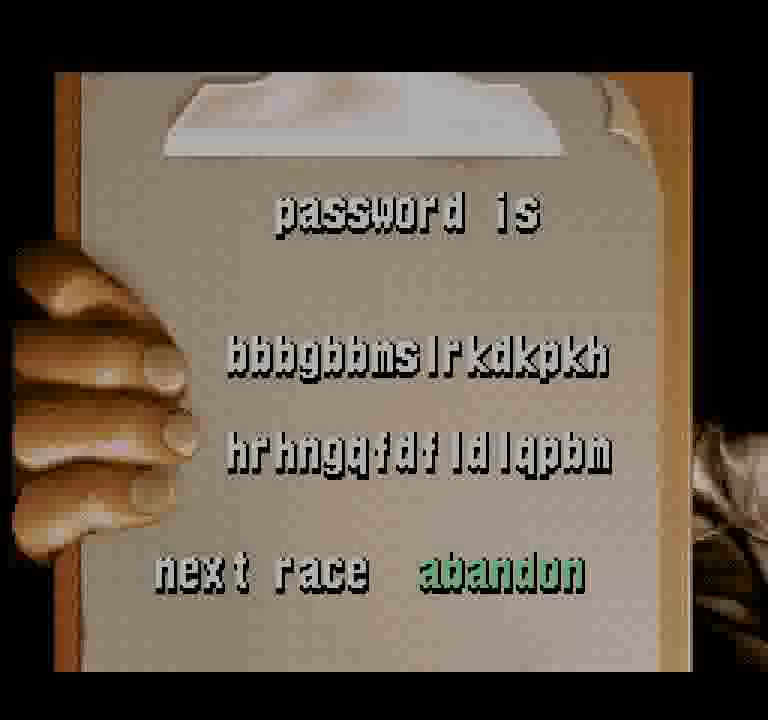 password is
bbbgbbmslrkdkpkh
hrhngqfdfldlqpbm
next race abandon